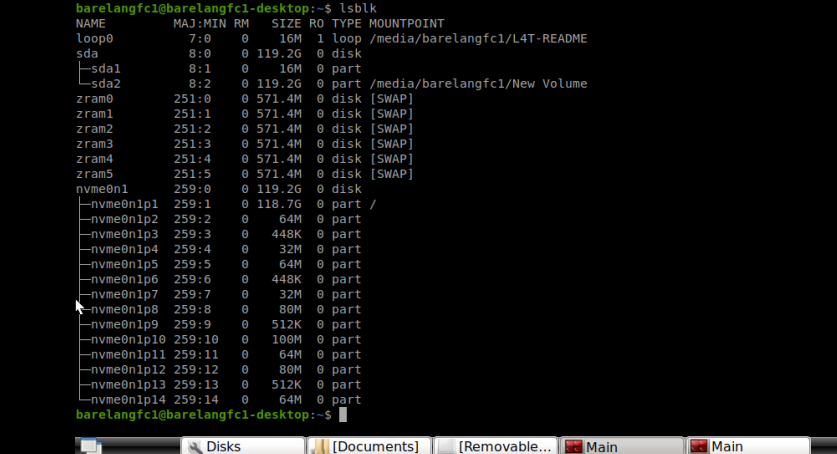 barelangfc1@barelangfc1-desktop:~$ lsblk
NAME         MAJ:MIN RM   SIZE RO TYPE MOUNTPOINT
loop0          7:0    0    16M  1 loop /media/barelangfc1/L4T-README
sda            8:0    0 119.2G  0 disk
├─sda1         8:1    0    16M  0 part
└─sda2         8:2    0 119.2G  0 part /media/barelangfc1/New Volume
zram0        251:0    0 571.4M  0 disk [SWAP]
zram1        251:1    0 571.4M  0 disk [SWAP]
zram2        251:2    0 571.4M  0 disk [SWAP]
zram3        251:3    0 571.4M  0 disk [SWAP]
zram4        251:4    0 571.4M  0 disk [SWAP]
zram5        251:5    0 571.4M  0 disk [SWAP]
nvme0n1      259:0    0 119.2G  0 disk
├─nvme0n1p1  259:1    0 118.7G  0 part /
├─nvme0n1p2  259:2    0    64M  0 part
├─nvme0n1p3  259:3    0   448K  0 part
├─nvme0n1p4  259:4    0    32M  0 part
├─nvme0n1p5  259:5    0    64M  0 part
├─nvme0n1p6  259:6    0   448K  0 part
├─nvme0n1p7  259:7    0    32M  0 part
├─nvme0n1p8  259:8    0    80M  0 part
├─nvme0n1p9  259:9    0   512K  0 part
├─nvme0n1p10 259:10   0   100M  0 part
├─nvme0n1p11 259:11   0    64M  0 part
├─nvme0n1p12 259:12   0    80M  0 part
├─nvme0n1p13 259:13   0   512K  0 part
└─nvme0n1p14 259:14   0    64M  0 part
barelangfc1@barelangfc1-desktop:~$
Disks [Documents] [Removable... Main Main